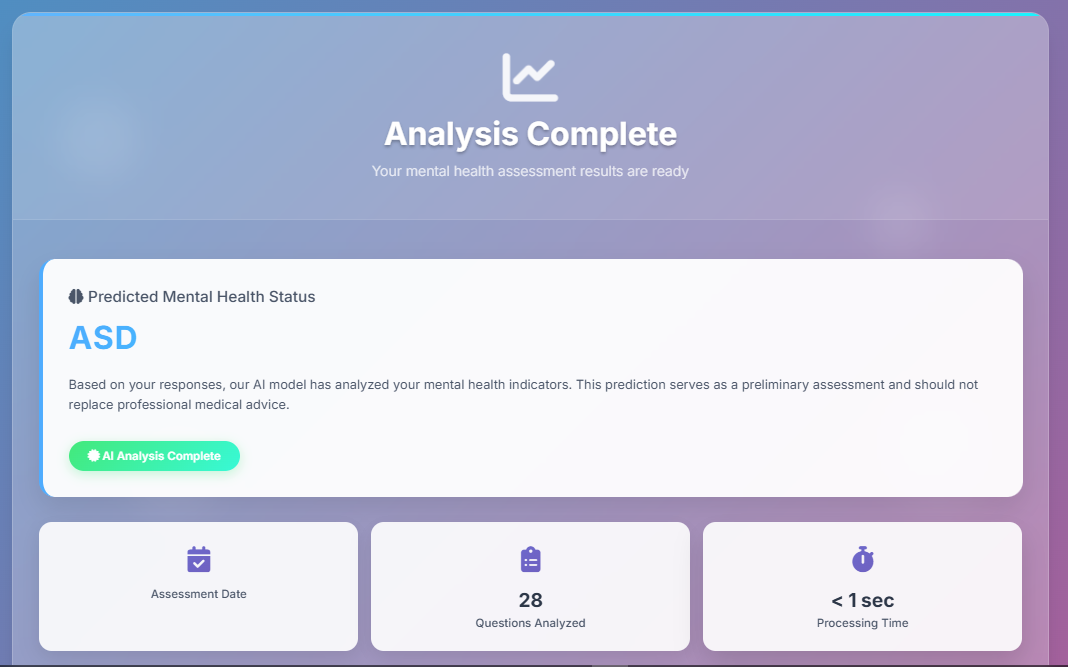 Analysis Complete
Your mental health assessment results are ready
Predicted Mental Health Status
ASD
Based on your responses, our AI model has analyzed your mental health indicators. This prediction serves as a preliminary assessment and should not
replace professional medical advice.
AI Analysis Complete
Assessment Date
28
Questions Analyzed
< 1 sec
Processing Time